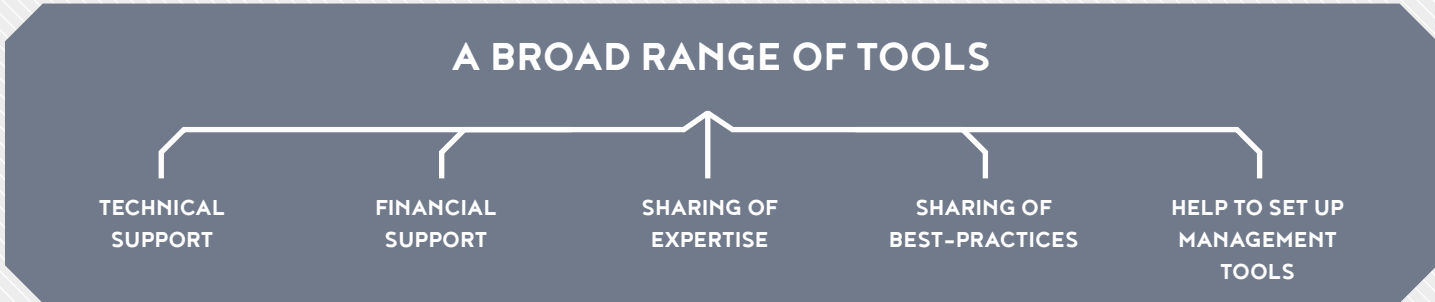 A BROAD RANGE OF TOOLS
TECHNICAL
SUPPORT
FINANCIAL
SUPPORT
SHARING OF
EXPERTISE
SHARING OF
BEST-PRACTICES
HELP TO SET UP
MANAGEMENT
TOOLS